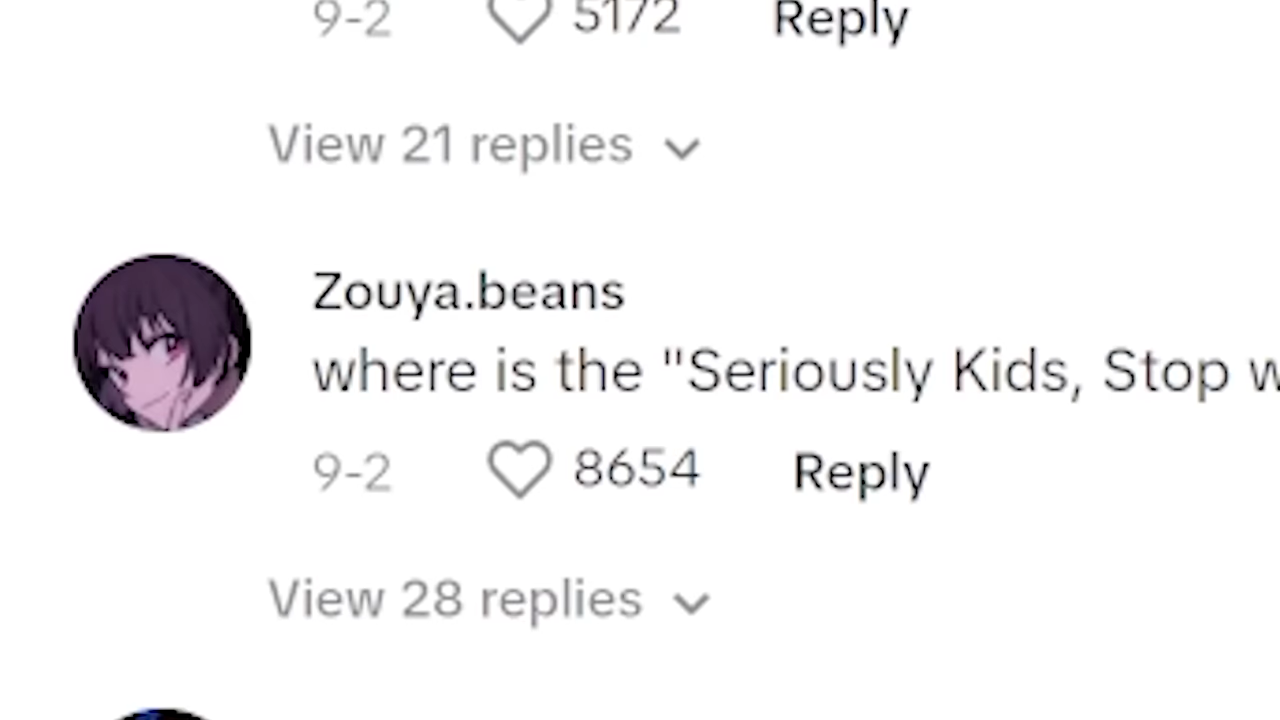 9-2 5172 Reply
View 21 replies
Zouya.beans
where is the "Seriously Kids, Stop
9-2 8654 Reply
View 28 replies